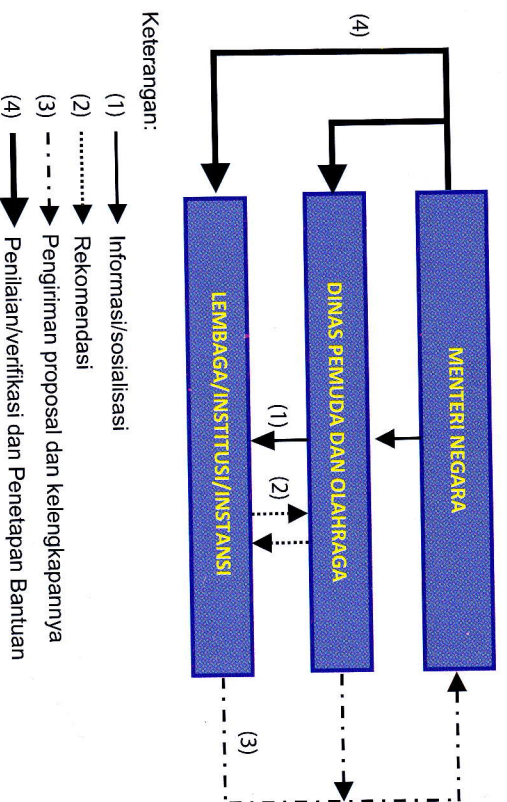 MENTERI NEGARA
(4)
DINAS PEMUDA DAN OLAHRAGA
(1)
(2)
LEMBAGA/INSTITUSI/INSTANSI
(3)
Keterangan:
(1) Informasi/sosialisasi
(2) Rekomendasi
(3) Pengiriman proposal dan kelengkapannya
(4) Penilaian/verifikasi dan Penetapan Bantuan